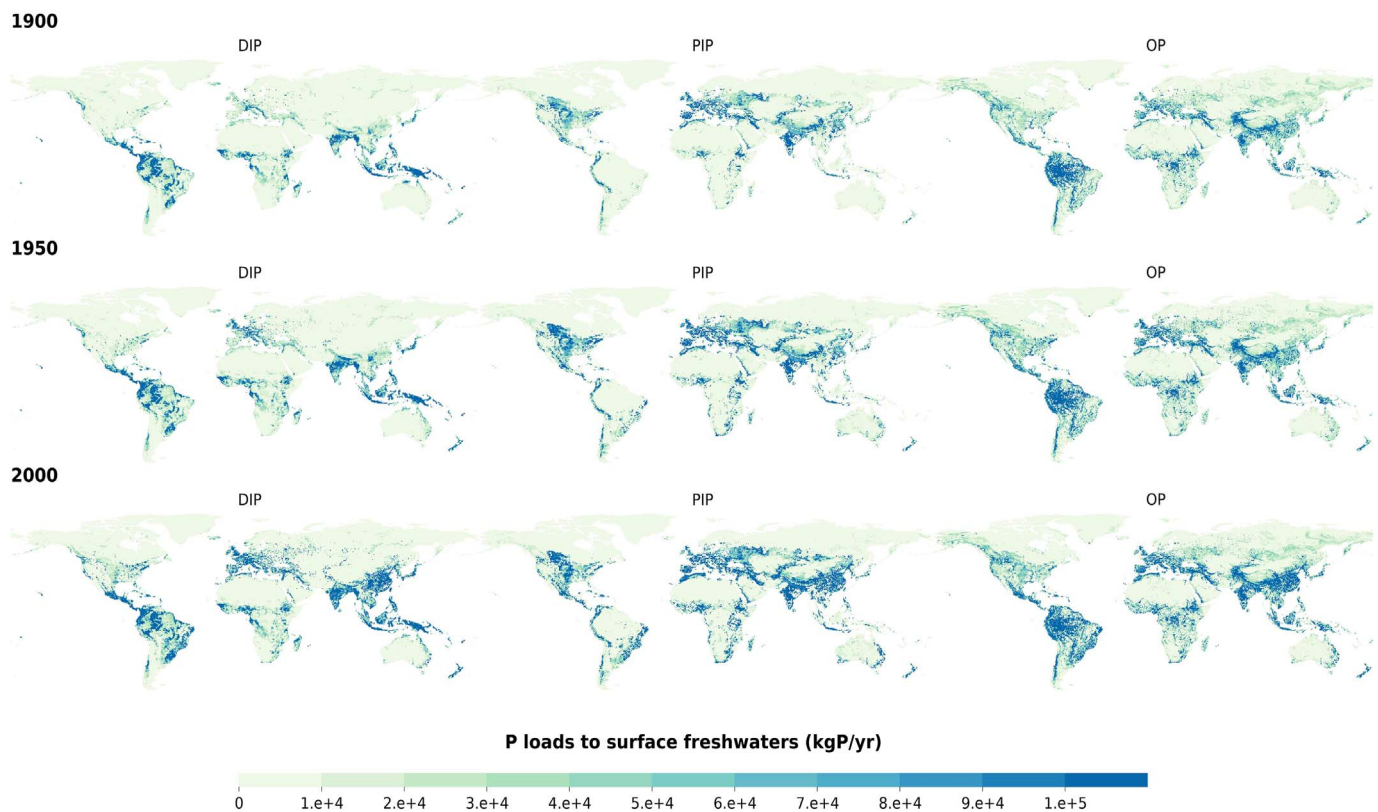 1900
DIP PIP OP
1950
DIP PIP OP
2000
DIP PIP OP
P loads to surface freshwaters (kgP/yr)
0 1.e+4 2.e+4 3.e+4 4.e+4 5.e+4 6.e+4 7.e+4 8.e+4 9.e+4 1.e+5